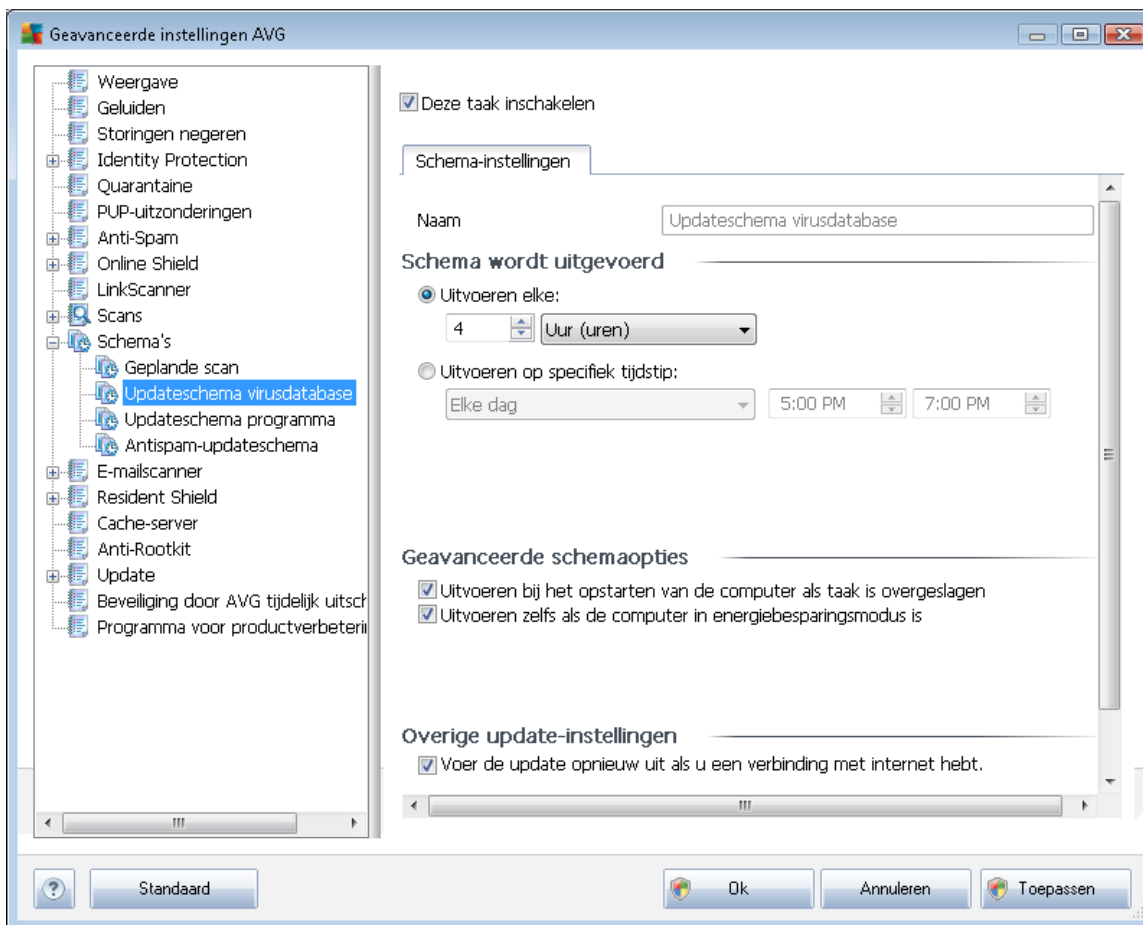 Geavanceerde instellingen AVG
Weergave
Geluiden
Storingen negeren
Identity Protection
Quarantaine
PUP-uitzonderingen
Anti-Spam
Online Shield
LinkScanner
Scans
Schema's
Geplande scan
Updateschema virusdatabase
Updateschema programma
Antispam-updateschema
E-mailscanner
Resident Shield
Cache-server
Anti-Rootkit
Update
Beveiliging door AVG tijdelijk uitsch
Programma voor productverbeterin
Deze taak inschakelen
Schema-instellingen
Naam Updateschema virusdatabase
Schema wordt uitgevoerd
Uitvoeren elke:
4 Uur (uren)
Uitvoeren op specifiek tijdstip:
Elke dag 5:00 PM 7:00 PM
Geavanceerde schemaopties
Uitvoeren bij het opstarten van de computer als taak is overgeslagen
Uitvoeren zelfs als de computer in energiebesparingsmodus is
Overige update-instellingen
Voer de update opnieuw uit als u een verbinding met internet hebt.
? Standaard Ok Annuleren Toepassen